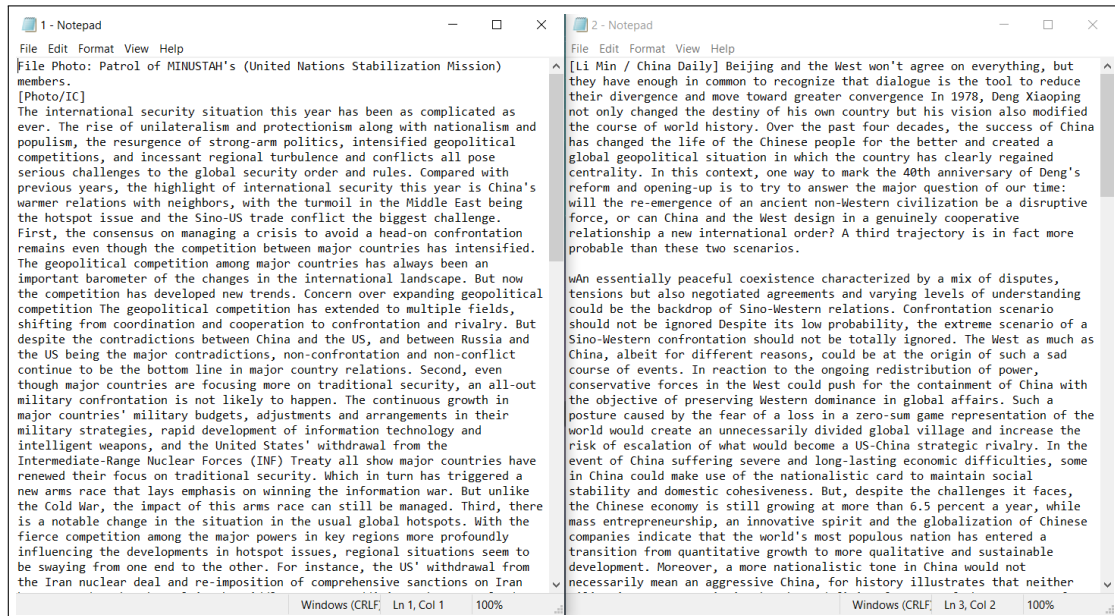 1 - Notepad
File Edit Format View Help
File Photo: Patrol of MINUSTAH's (United Nations Stabilization Mission)
members.
[Photo/IC]
The international security situation this year has been as complicated as
ever. The rise of unilateralism and protectionism along with nationalism and
populism, the resurgence of strong-arm politics, intensified geopolitical
competitions, and incessant regional turbulence and conflicts all pose
serious challenges to the global security order and rules. Compared with
previous years, the highlight of international security this year is China's
warmer relations with neighbors, with the turmoil in the Middle East being
the hotspot issue and the Sino-US trade conflict the biggest challenge.
First, the consensus on managing a crisis to avoid a head-on confrontation
remains even though the competition between major countries has intensified.
The geopolitical competition among major countries has always been an
important barometer of the changes in the international landscape. But now
the competition has developed new trends. Concern over expanding geopolitical
competition The geopolitical competition has extended to multiple fields,
shifting from coordination and cooperation to confrontation and rivalry. But
despite the contradictions between China and the US, and between Russia and
the US being the major contradictions, non-confrontation and non-conflict
continue to be the bottom line in major country relations. Second, even
though major countries are focusing more on traditional security, an all-out
military confrontation is not likely to happen. The continuous growth in
major countries' military budgets, adjustments and arrangements in their
military strategies, rapid development of information technology and
intelligent weapons, and the United States' withdrawal from the
Intermediate-Range Nuclear Forces (INF) Treaty all show major countries have
renewed their focus on traditional security. Which in turn has triggered a
new arms race that lays emphasis on winning the information war. But unlike
the Cold War, the impact of this arms race can still be managed. Third, there
is a notable change in the situation in the usual global hotspots. With the
fierce competition among the major powers in key regions more profoundly
influencing the developments in hotspot issues, regional situations seem to
be swaying from one end to the other. For instance, the US' withdrawal from
the Iran nuclear deal and re-imposition of comprehensive sanctions on Iran
Windows (CRLF) Ln 1, Col 1 100%
2 - Notepad
File Edit Format View Help
[Li Min / China Daily] Beijing and the West won't agree on everything, but
they have enough in common to recognize that dialogue is the tool to reduce
their divergence and move toward greater convergence In 1978, Deng Xiaoping
not only changed the destiny of his own country but his vision also modified
the course of world history. Over the past four decades, the success of China
has changed the life of the Chinese people for the better and created a
global geopolitical situation in which the country has clearly regained
centrality. In this context, one way to mark the 40th anniversary of Deng's
reform and opening-up is to try to answer the major question of our time:
will the re-emergence of an ancient non-Western civilization be a disruptive
force, or can China and the West design in a genuinely cooperative
relationship a new international order? A third trajectory is in fact more
probable than these two scenarios.
wAn essentially peaceful coexistence characterized by a mix of disputes,
tensions but also negotiated agreements and varying levels of understanding
could be the backdrop of Sino-Western relations. Confrontation scenario
should not be ignored Despite its low probability, the extreme scenario of a
Sino-Western confrontation should not be totally ignored. The West as much as
China, albeit for different reasons, could be at the origin of such a sad
course of events. In reaction to the ongoing redistribution of power,
conservative forces in the West could push for the containment of China with
the objective of preserving Western dominance in global affairs. Such a
posture caused by the fear of a loss in a zero-sum game representation of the
world would create an unnecessarily divided global village and increase the
risk of escalation of what would become a US-China strategic rivalry. In the
event of China suffering severe and long-lasting economic difficulties, some
in China could make use of the nationalistic card to maintain social
stability and domestic cohesiveness. But, despite the challenges it faces,
the Chinese economy is still growing at more than 6.5 percent a year, while
mass entrepreneurship, an innovative spirit and the globalization of Chinese
companies indicate that the world's most populous nation has entered a
transition from quantitative growth to more qualitative and sustainable
development. Moreover, a more nationalistic tone in China would not
necessarily mean an aggressive China, for history illustrates that neither
Windows (CRLF) Ln 3, Col 2 100%